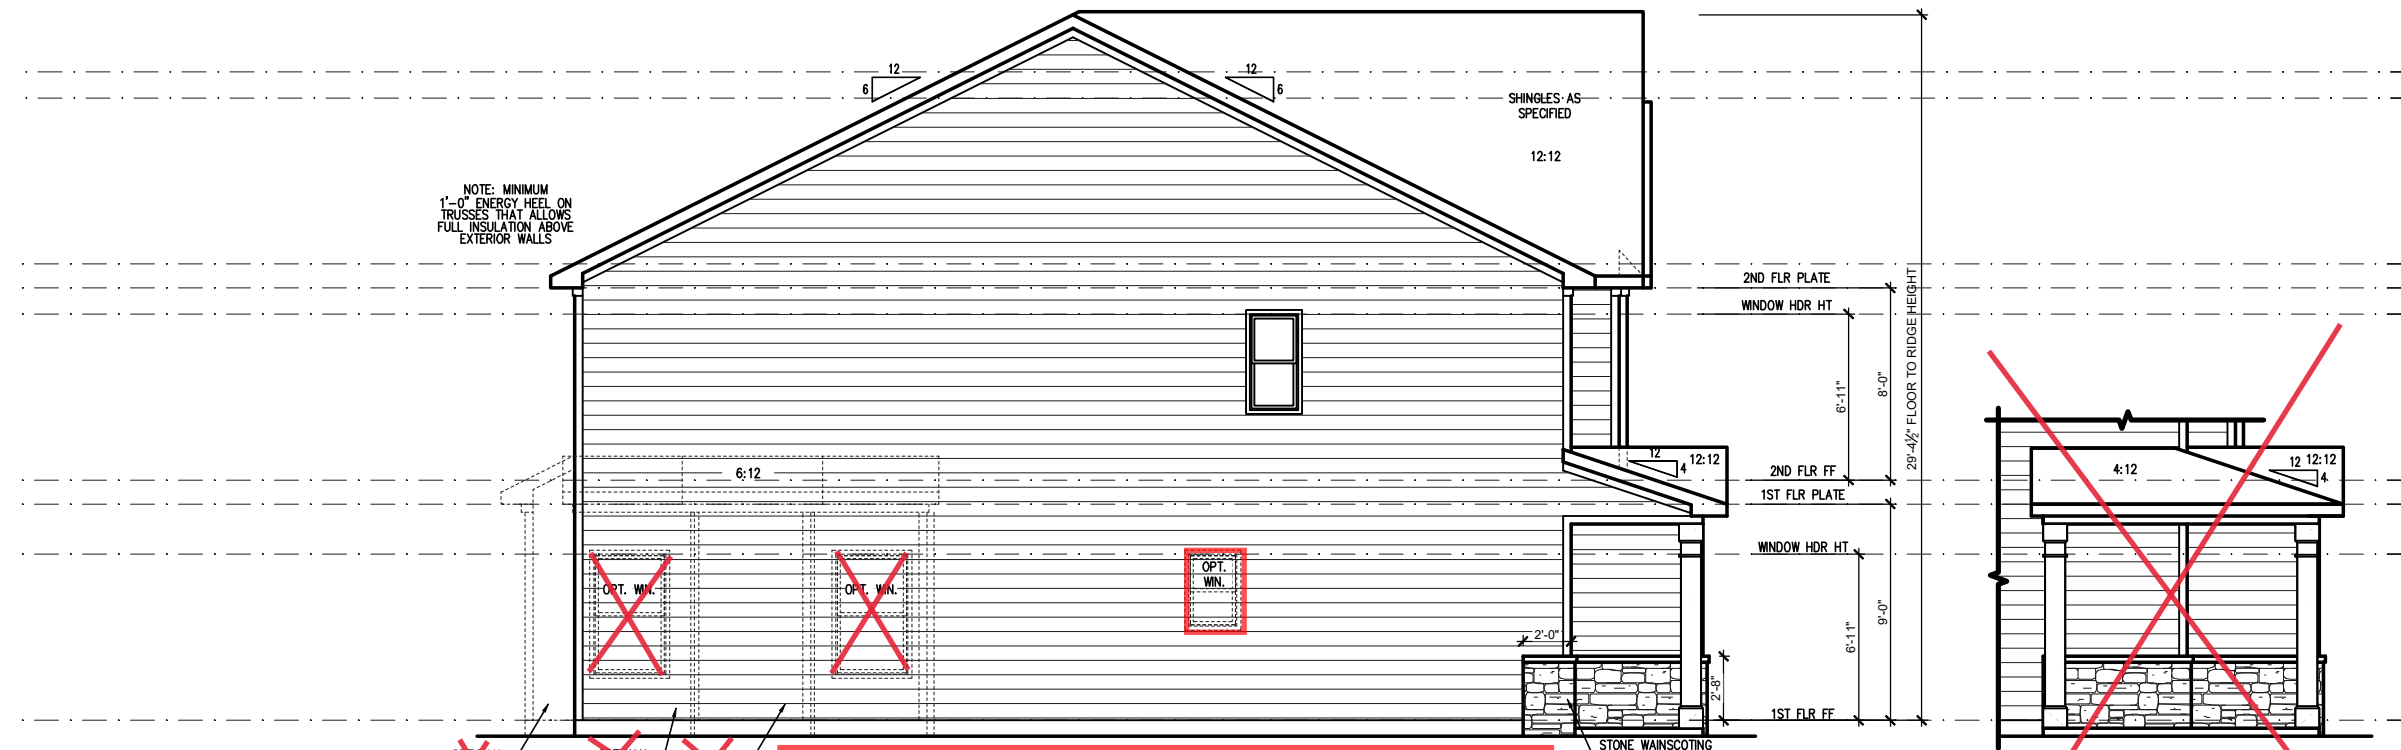 12
6
12
6
SHINGLES AS
SPECIFIED
12:12
NOTE: MINIMUM
1'-0" ENERGY HEEL ON
TRUSSES THAT ALLOWS
FULL INSULATION ABOVE
EXTERIOR WALLS
2ND FLR PLATE
WINDOW HDR HT
29'-4½" FLOOR TO RIDGE HEIGHT
6'-11"
8'-0"
6:12
12
4
12:12
2ND FLR FF
1ST FLR PLATE
4:12
12
4
12:12
WINDOW HDR HT
OPT. WIN.
OPT. WIN.
OPT.
WIN.
2'-0"
2'-8"
6'-11"
9'-0"
1ST FLR FF
STONE WAINSCOTING